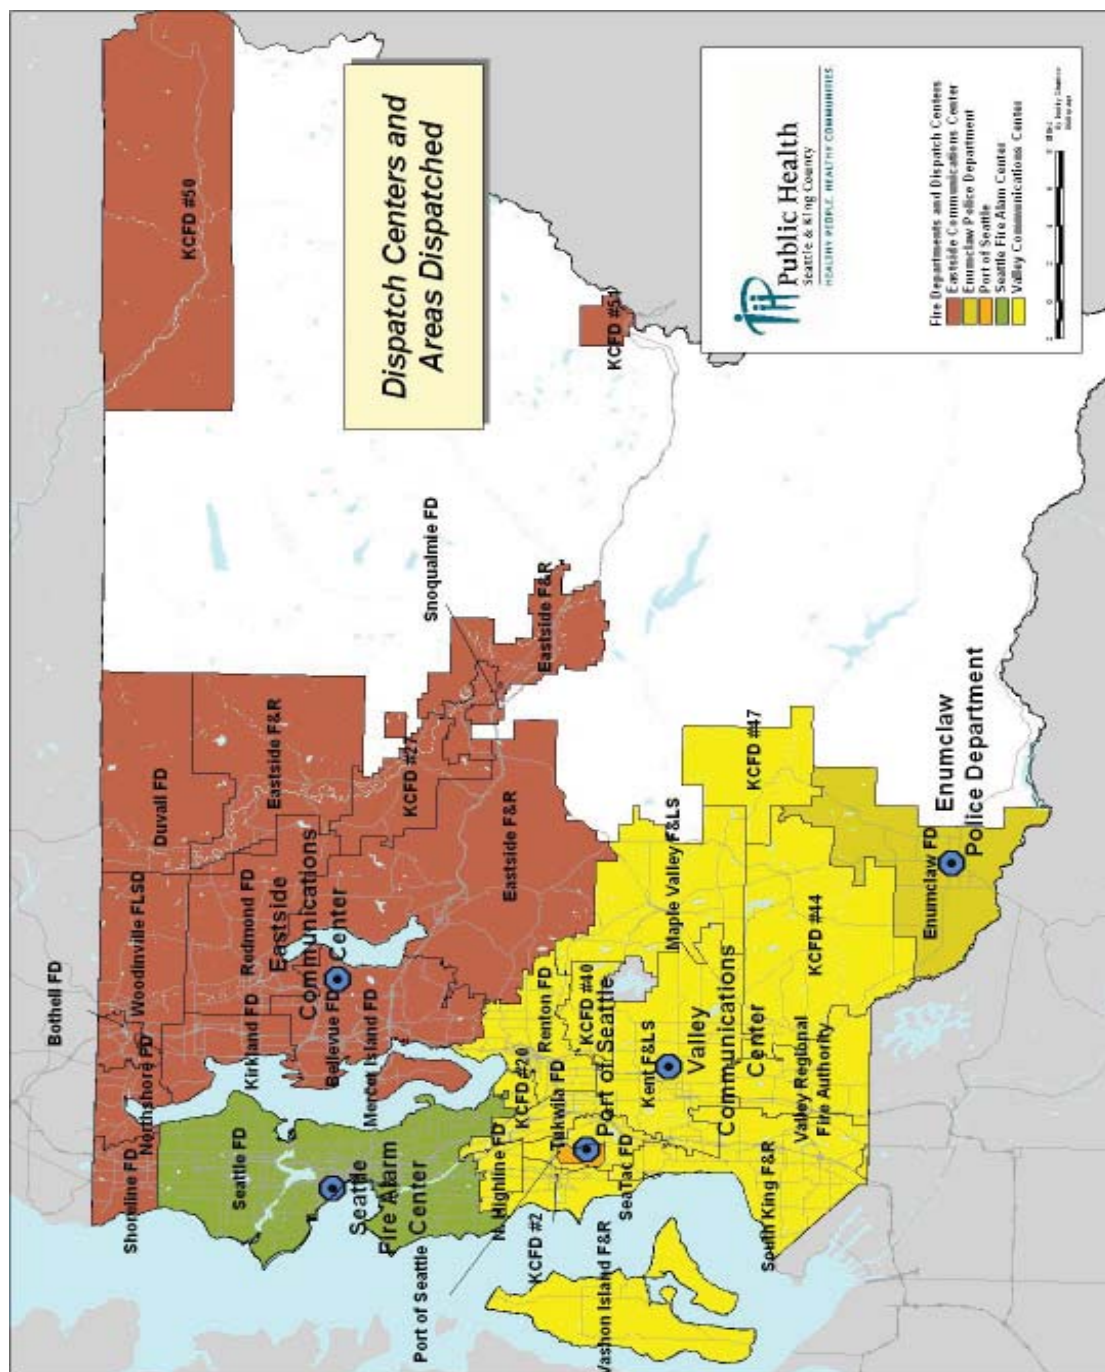 Dispatch Centers and
Areas Dispatched
KCFD #50
KCFD #51
Bothell FD
Shoreline FD
Northshore FD
Woodinville FLSD
Duvall FD
Kirkland FD
Redmond FD
Eastside F&R
Eastside
Communications
Center
Bellevue FD
Mercer Island FD
KCFD #27
Snoqualmie FD
Eastside F&R
Eastside F&R
Seattle FD
Seattle
Fire Alarm
Center
Port of Seattle
N. Highline FD
KCFD #2
KCFD #20
Renton FD
Tukwila FD
KCFD #40
Port of Seattle
SeaTac FD
Vashon Island F&R
Kent F&LS
Maple Valley F&LS
Valley
Communications
Center
KCFD #47
South King F&R
Valley Regional
Fire Authority
KCFD #44
Enumclaw FD
Enumclaw
Police Department
Public Health
Seattle & King County
HEALTHY PEOPLE. HEALTHY COMMUNITIES.
Fire Departments and Dispatch Centers
Eastside Communications Center
Enumclaw Police Department
Port of Seattle
Seattle Fire Alam Center
Valley Communications Center